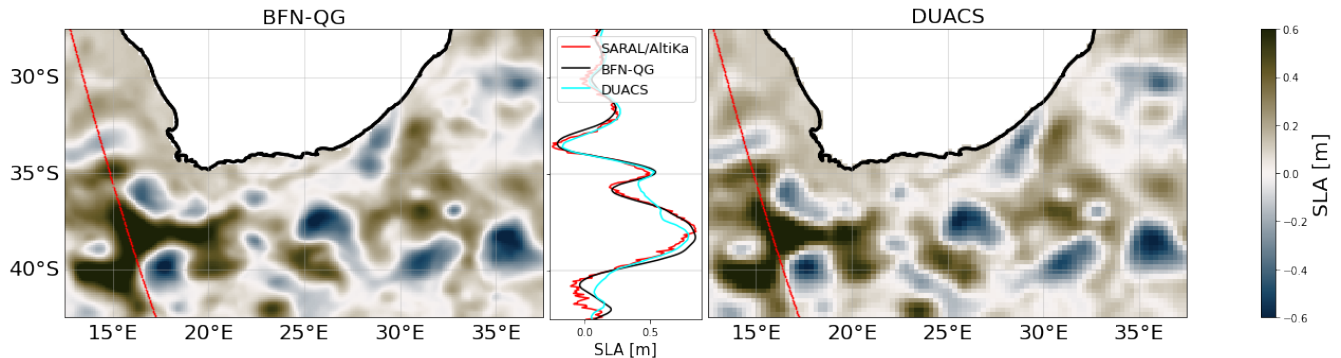 BFN-QG
DUACS
30°S
35°S
40°S
15°E 20°E 25°E 30°E 35°E
SARAL/AltiKa
BFN-QG
DUACS
0.0 0.5
SLA [m]
15°E 20°E 25°E 30°E 35°E
0.6
0.4
0.2
0.0
−0.2
−0.4
−0.6
SLA [m]